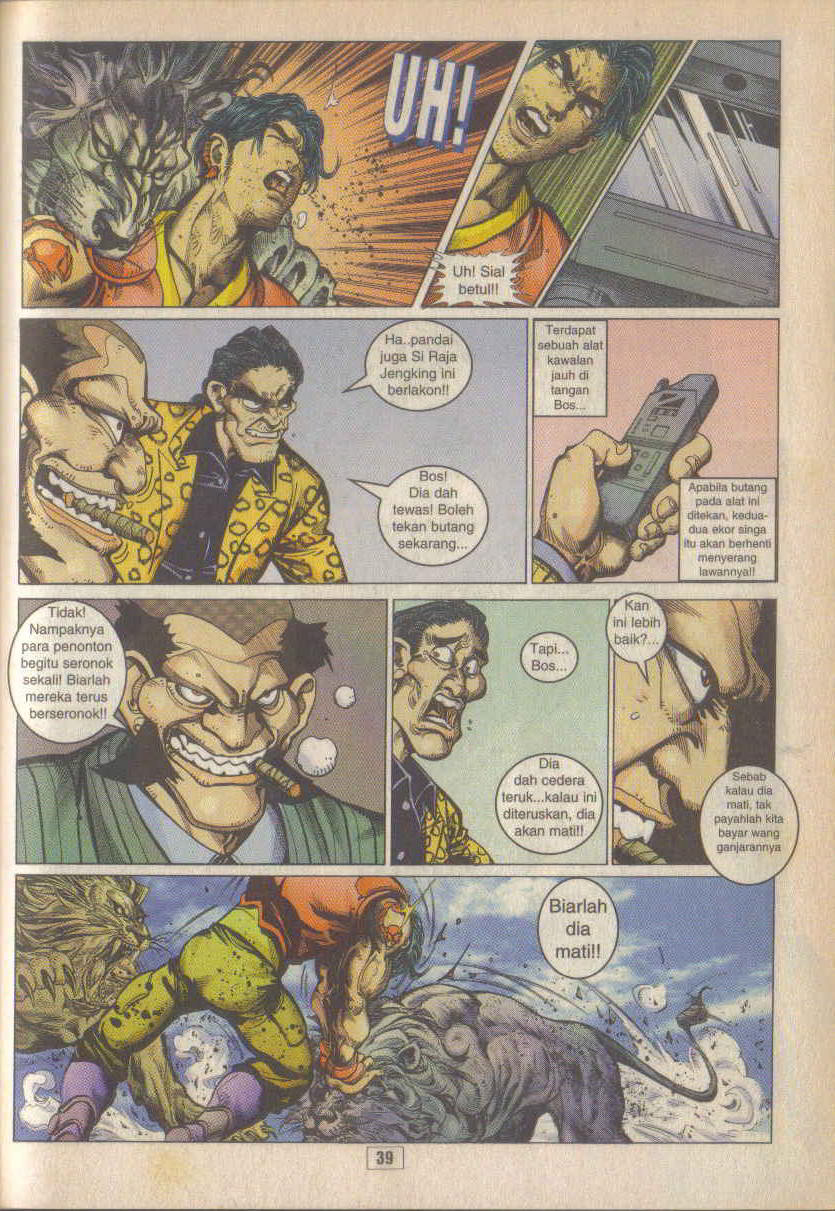 UH!
Uh! Sial
betul!!
Ha..pandai
juga Si Raja
Jengking ini
berlakon!!
Bos!
Dia dah
tewas! Boleh
tekan butang
sekarang...
Terdapat
sebuah alat
kawalan
jauh di
tangan
Bos...
Apabila butang
pada alat ini
ditekan, kedua-
dua ekor singa
itu akan berhenti
menyerang
lawannya!!
Tidak!
Nampaknya
para penonton
begitu seronok
sekali! Biarlah
mereka terus
berseronok!!
Tapi...
Bos...
Dia
dah cedera
teruk...kalau ini
diteruskan, dia
akan mati!!
Kan
ini lebih
baik?...
Sebab
kalau dia
mati, tak
payahlah kita
bayar wang
ganjarannya
Biarlah
dia
mati!!
39